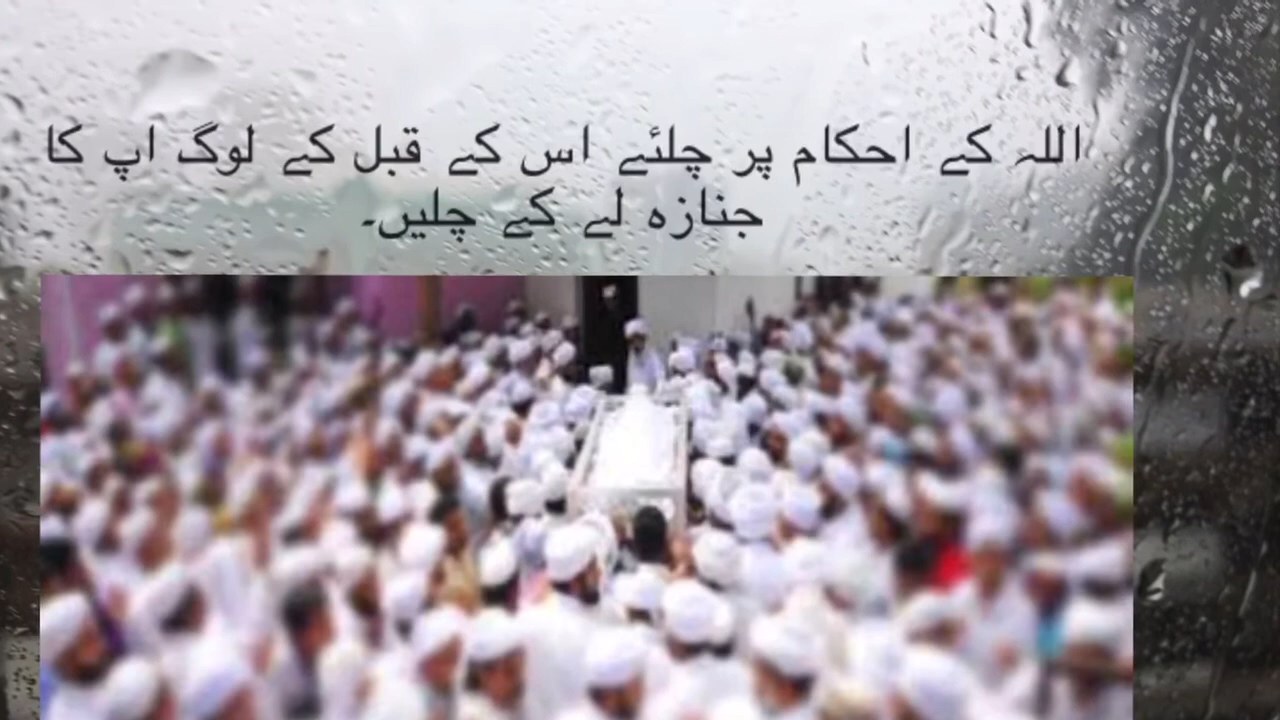 اللہ کے احکام پر چلئے اس کے قبل کے لوگ اپ کا
جنازہ لے کے چلیں۔